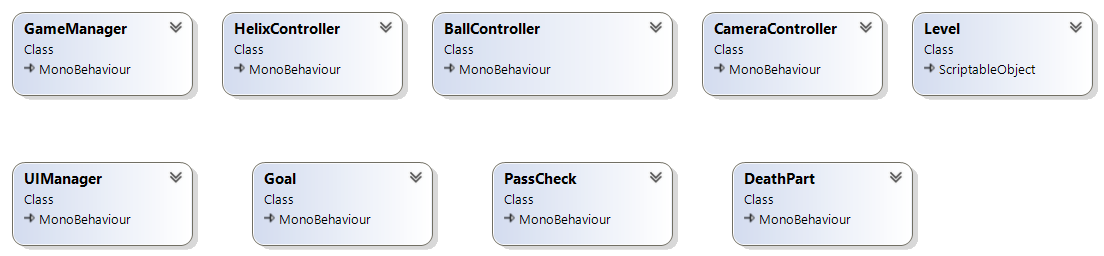 GameManager
Class
MonoBehaviour
HelixController
Class
MonoBehaviour
BallController
Class
MonoBehaviour
CameraController
Class
MonoBehaviour
Level
Class
ScriptableObject
UIManager
Class
MonoBehaviour
Goal
Class
MonoBehaviour
PassCheck
Class
MonoBehaviour
DeathPart
Class
MonoBehaviour